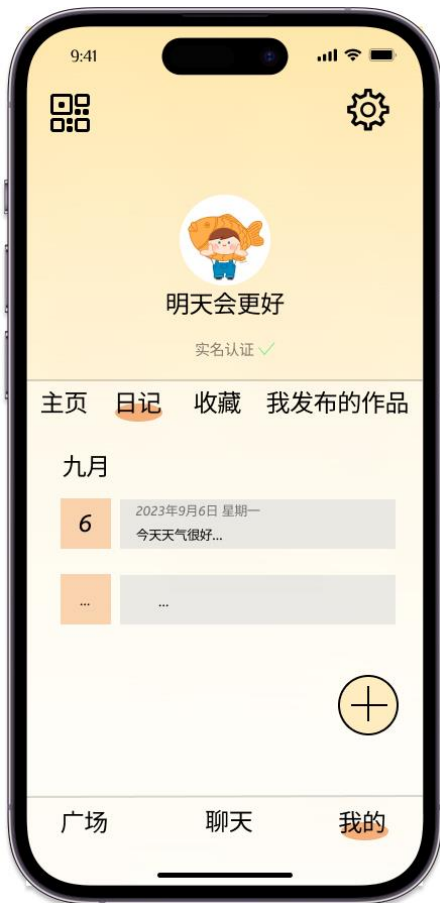 9:41
明天会更好
实名认证
主页 日记 收藏 我发布的作品
九月
6
2023年9月6日 星期一
今天天气很好...
... ...
广场 聊天 我的